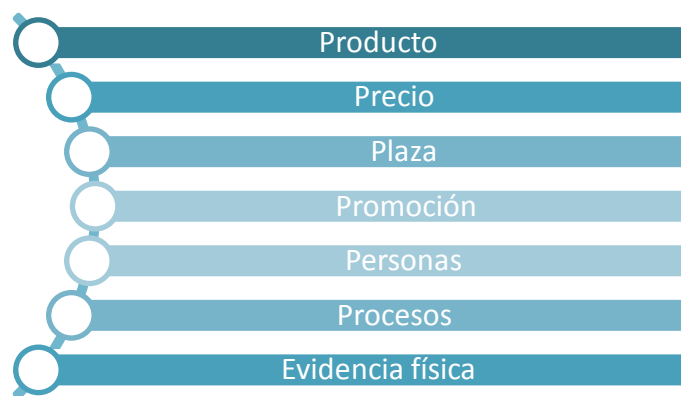 Producto
Precio
Plaza
Promoción
Personas
Procesos
Evidencia física